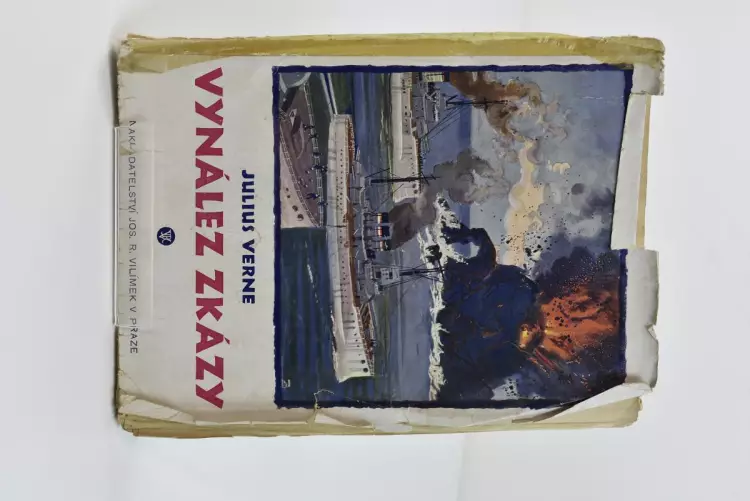 JULIUS VERNE
VYNÁLEZ ZKÁZY
NAKLADATELSTVÍ JOS. R. VILÍMEK V PRAZE